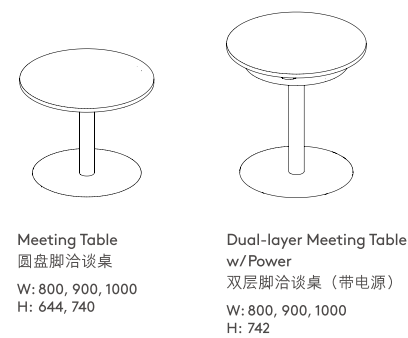 Meeting Table
圆盘脚洽谈桌
W: 800, 900, 1000
H: 644, 740
Dual-layer Meeting Table
w/Power
双层脚洽谈桌（带电源）
W: 800, 900, 1000
H: 742